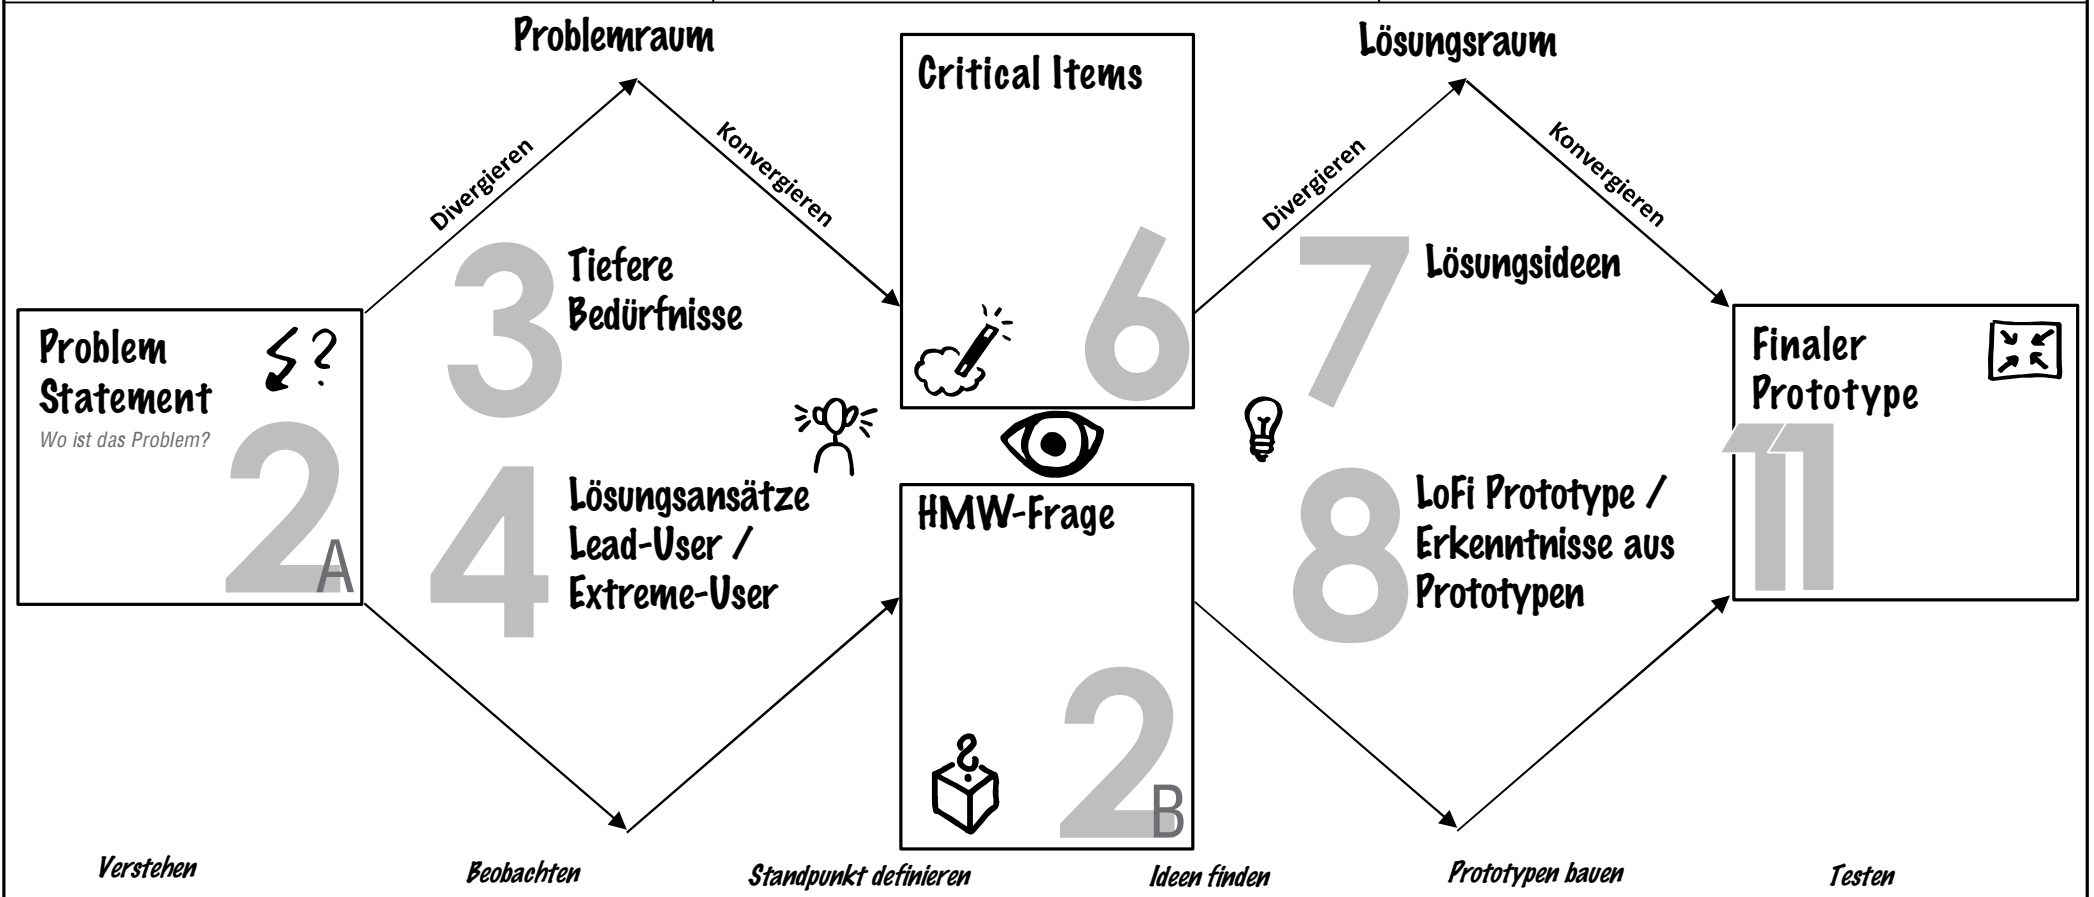 Problemraum
Lösungsraum
Divergieren
Konvergieren
Divergieren
Konvergieren
Problem
Statement
Wo ist das Problem?
2A
3
Tiefere
Bedürfnisse
4
Lösungsansätze
Lead-User /
Extreme-User
Critical Items
6
HMW-Frage
2B
7
Lösungsideen
8
LoFi Prototype /
Erkenntnisse aus
Prototypen
Finaler
Prototype
11
Verstehen
Beobachten
Standpunkt definieren
Ideen finden
Prototypen bauen
Testen